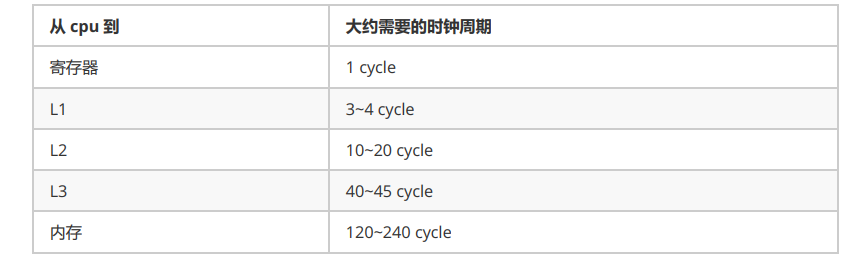 从 cpu 到 大约需要的时钟周期
寄存器 1 cycle
L1 3~4 cycle
L2 10~20 cycle
L3 40~45 cycle
内存 120~240 cycle